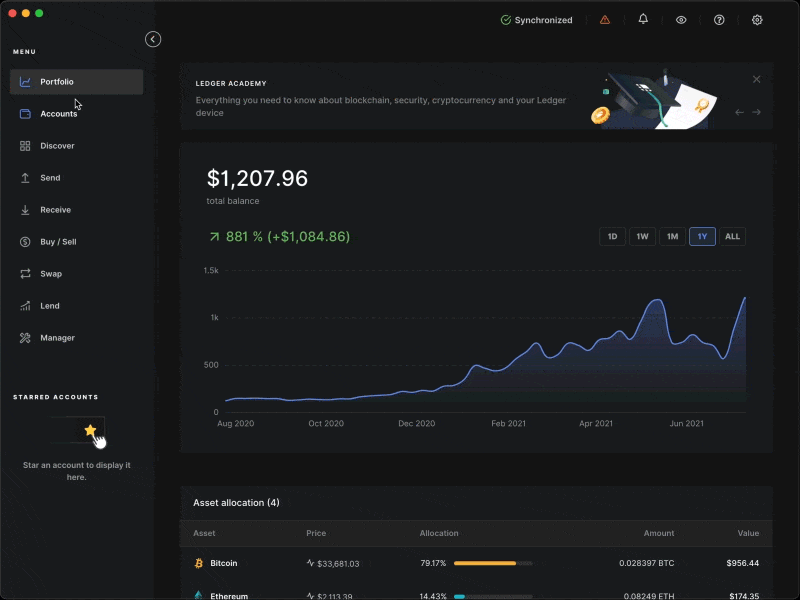 Synchronized
MENU
Portfolio
Accounts
Discover
Send
Receive
Buy / Sell
Swap
Lend
Manager
STARRED ACCOUNTS
Star an account to display it
here.
LEDGER ACADEMY
Everything you need to know about blockchain, security, cryptocurrency and your Ledger
device
$1,207.96
total balance
881 % (+$1,084.86)
1D 1W 1M 1Y ALL
1.5k
1k
500
0
Aug 2020 Oct 2020 Dec 2020 Feb 2021 Apr 2021 Jun 2021
Asset allocation (4)
Asset Price Allocation Amount Value
Bitcoin $33,681.03 79.17% 0.028397 BTC $956.44
Ethereum $2,113.39 14.43% 0.08249 ETH $174.35